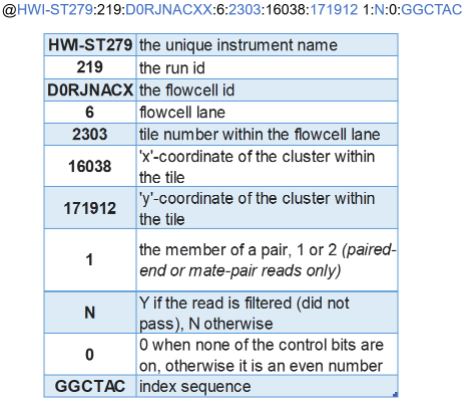 @HWI-ST279:219:D0RJNACXX:6:2303:16038:171912 1:N:0:GGCTAC
HWI-ST279 the unique instrument name
219 the run id
D0RJNACX the flowcell id
6 flowcell lane
2303 tile number within the flowcell lane
16038 'x'-coordinate of the cluster within
the tile
171912 'y'-coordinate of the cluster within
the tile
1 the member of a pair, 1 or 2 (paired-
end or mate-pair reads only)
N Y if the read is filtered (did not
pass), N otherwise
0 0 when none of the control bits are
on, otherwise it is an even number
GGCTAC index sequence